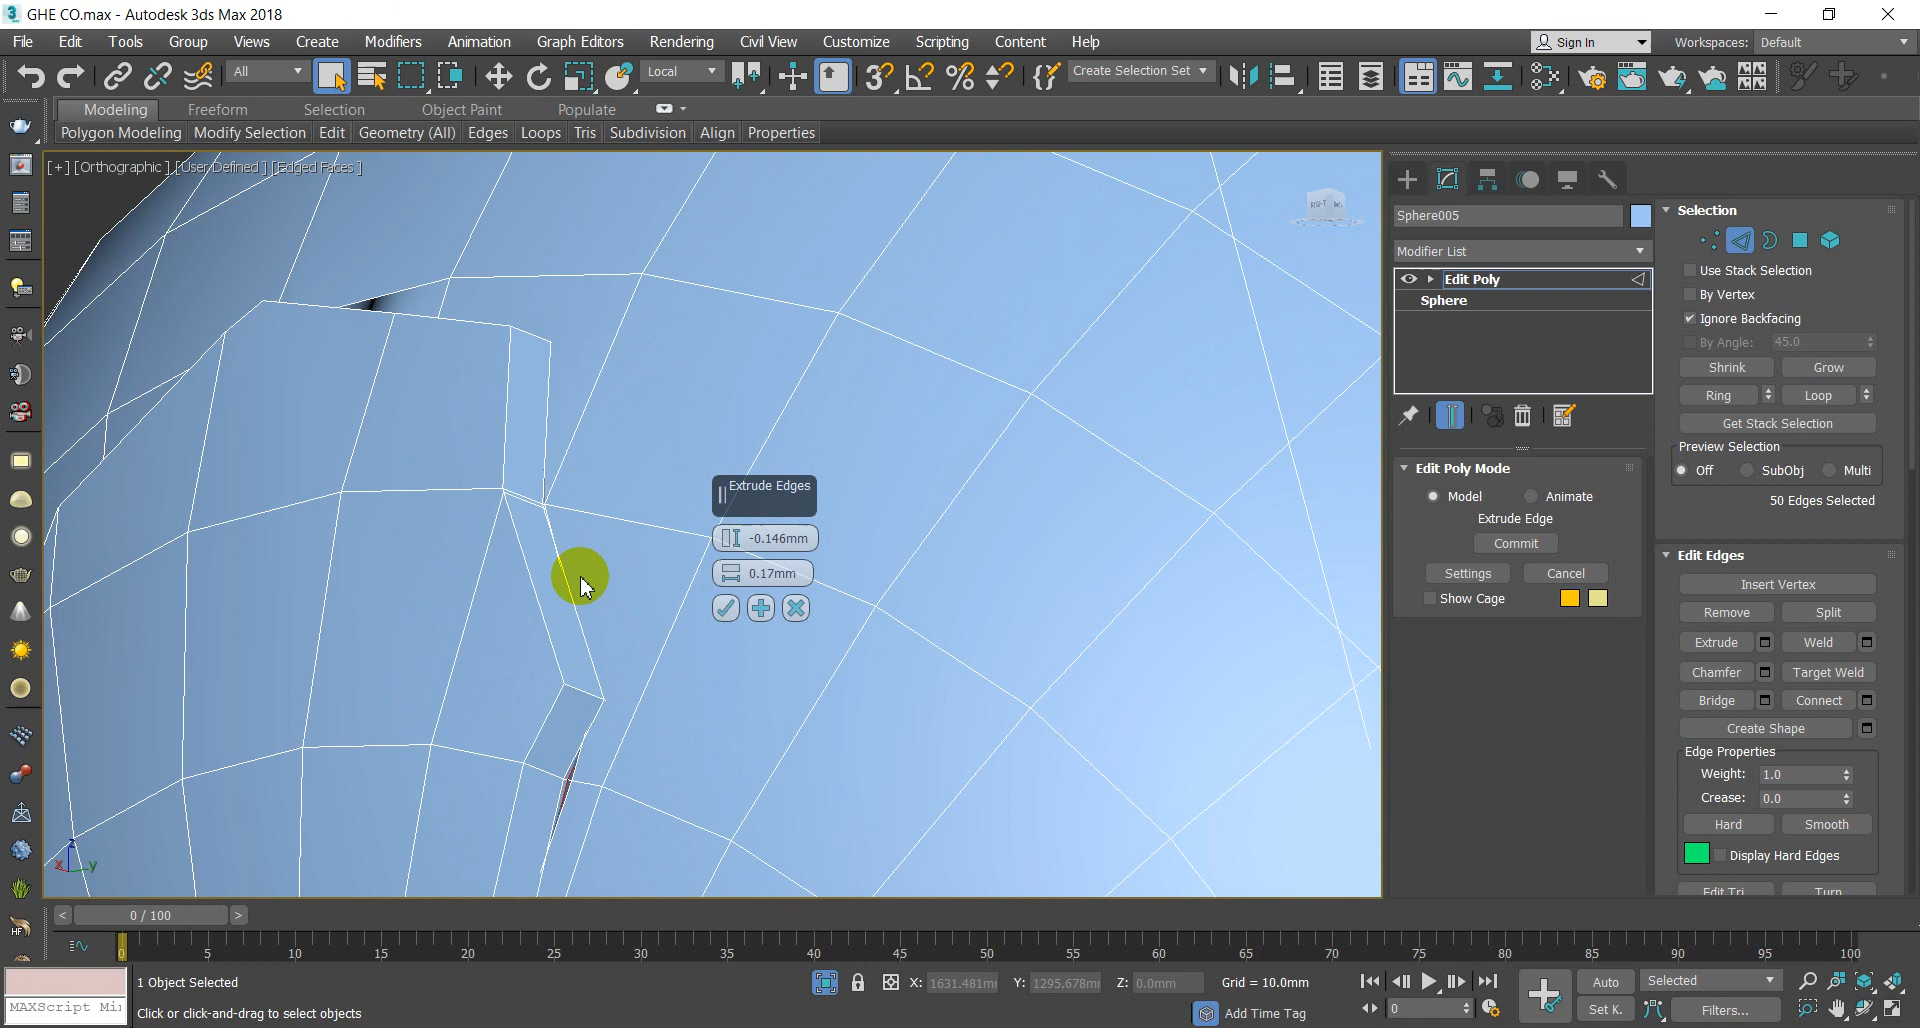 GHE CO.max - Autodesk 3ds Max 2018
File Edit Tools Group Views Create Modifiers Animation Graph Editors Rendering Civil View Customize Scripting Content Help
Sign In Workspaces: Default
All Local Create Selection Set
Modeling Freeform Selection Object Paint Populate
Polygon Modeling Modify Selection Edit Geometry (All) Edges Loops Tris Subdivision Align Properties
[+] [Orthographic ] [User Defined ] [Edged Faces ]
Extrude Edges
-0.146mm
0.17mm
Sphere005
Modifier List
Edit Poly
Sphere
Edit Poly Mode
Model Animate
Extrude Edge
Commit
Settings Cancel
Show Cage
Selection
Use Stack Selection
By Vertex
Ignore Backfacing
By Angle: 45.0
Shrink Grow
Ring Loop
Get Stack Selection
Preview Selection
Off SubObj Multi
50 Edges Selected
Edit Edges
Insert Vertex
Remove Split
Extrude Weld
Chamfer Target Weld
Bridge Connect
Create Shape
Edge Properties
Weight: 1.0
Crease: 0.0
Hard Smooth
Display Hard Edges
Edit Tri. Turn
< 0 / 100 >
0 5 10 15 20 25 30 35 40 45 50 55 60 65 70 75 80 85 90 95 100
1 Object Selected
X: 1631.481m Y: 1295.678m Z: 0.0mm Grid = 10.0mm
Auto Selected
MAXScript Mi
Click or click-and-drag to select objects
Add Time Tag
0
Set K. Filters...